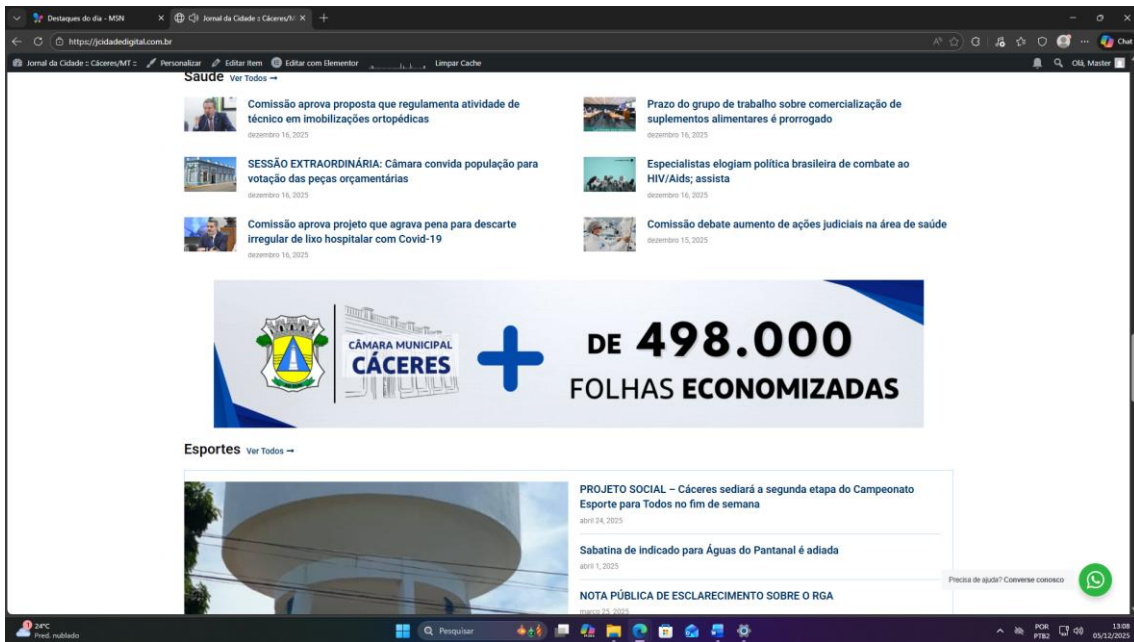 Destaques do dia - MSN
Jornal da Cidade :: Cáceres/M
https://jcidadedigital.com.br
Chat
Jornal da Cidade :: Cáceres/MT :: Personalizar Editar Item Editar com Elementor Limpar Cache Olá, Master
Saúde Ver Todos →
Comissão aprova proposta que regulamenta atividade de
técnico em imobilizações ortopédicas
dezembro 16, 2025
Prazo do grupo de trabalho sobre comercialização de
suplementos alimentares é prorrogado
dezembro 16, 2025
SESSÃO EXTRAORDINÁRIA: Câmara convida população para
votação das peças orçamentárias
dezembro 16, 2025
Especialistas elogiam política brasileira de combate ao
HIV/Aids; assista
dezembro 16, 2025
Comissão aprova projeto que agrava pena para descarte
irregular de lixo hospitalar com Covid-19
dezembro 16, 2025
Comissão debate aumento de ações judiciais na área de saúde
dezembro 15, 2025
CÂMARA MUNICIPAL
CÁCERES
DE 498.000
FOLHAS ECONOMIZADAS
Esportes Ver Todos →
PROJETO SOCIAL – Cáceres sediará a segunda etapa do Campeonato
Esporte para Todos no fim de semana
abril 24, 2025
Sabatina de indicado para Águas do Pantanal é adiada
abril 1, 2025
NOTA PÚBLICA DE ESCLARECIMENTO SOBRE O RGA
março 25, 2025
Precisa de ajuda? Converse conosco
24°C
Pred. nublado
Pesquisar
POR
PTB2
13:08